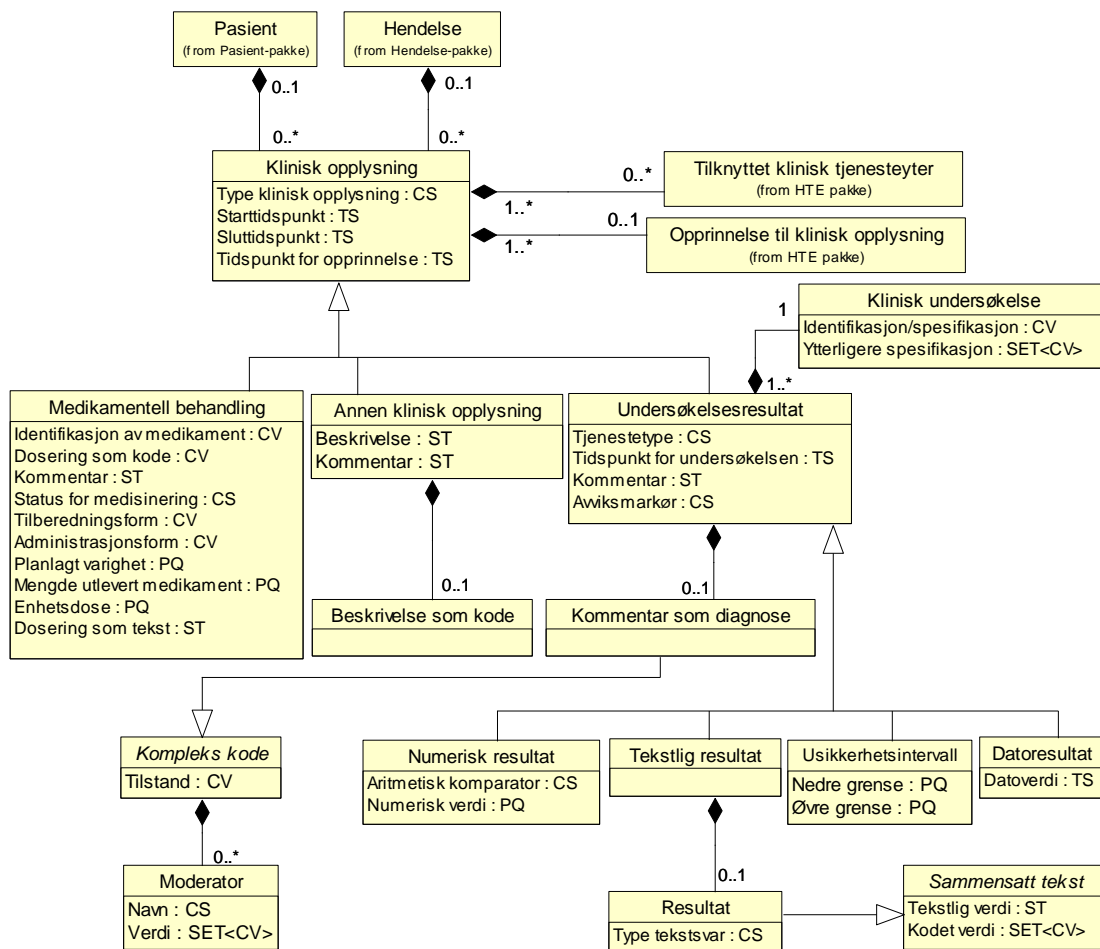 Pasient
(from Pasient-pakke)
Hendelse
(from Hendelse-pakke)
0..1
0..1
0..*
0..*
Klinisk opplysning
Type klinisk opplysning : CS
Starttidspunkt : TS
Sluttidspunkt : TS
Tidspunkt for opprinnelse : TS
0..*
1..*
Tilknyttet klinisk tjenesteyter
(from HTE pakke)
0..1
1..*
Opprinnelse til klinisk opplysning
(from HTE pakke)
Klinisk undersøkelse
Identifikasjon/spesifikasjon : CV
Ytterligere spesifikasjon : SET<CV>
1
1..*
Medikamentell behandling
Identifikasjon av medikament : CV
Dosering som kode : CV
Kommentar : ST
Status for medisinering : CS
Tilberedningsform : CV
Administrasjonsform : CV
Planlagt varighet : PQ
Mengde utlevert medikament : PQ
Enhetsdose : PQ
Dosering som tekst : ST
Annen klinisk opplysning
Beskrivelse : ST
Kommentar : ST
Undersøkelsesresultat
Tjenestetype : CS
Tidspunkt for undersøkelsen : TS
Kommentar : ST
Avviksmarkør : CS
0..1
0..1
Beskrivelse som kode
Kommentar som diagnose
Kompleks kode
Tilstand : CV
Numerisk resultat
Aritmetisk komparator : CS
Numerisk verdi : PQ
Tekstlig resultat
Usikkerhetsintervall
Nedre grense : PQ
Øvre grense : PQ
Datoresultat
Datoverdi : TS
0..*
0..1
Moderator
Navn : CS
Verdi : SET<CV>
Resultat
Type tekstsvar : CS
Sammensatt tekst
Tekstlig verdi : ST
Kodet verdi : SET<CV>